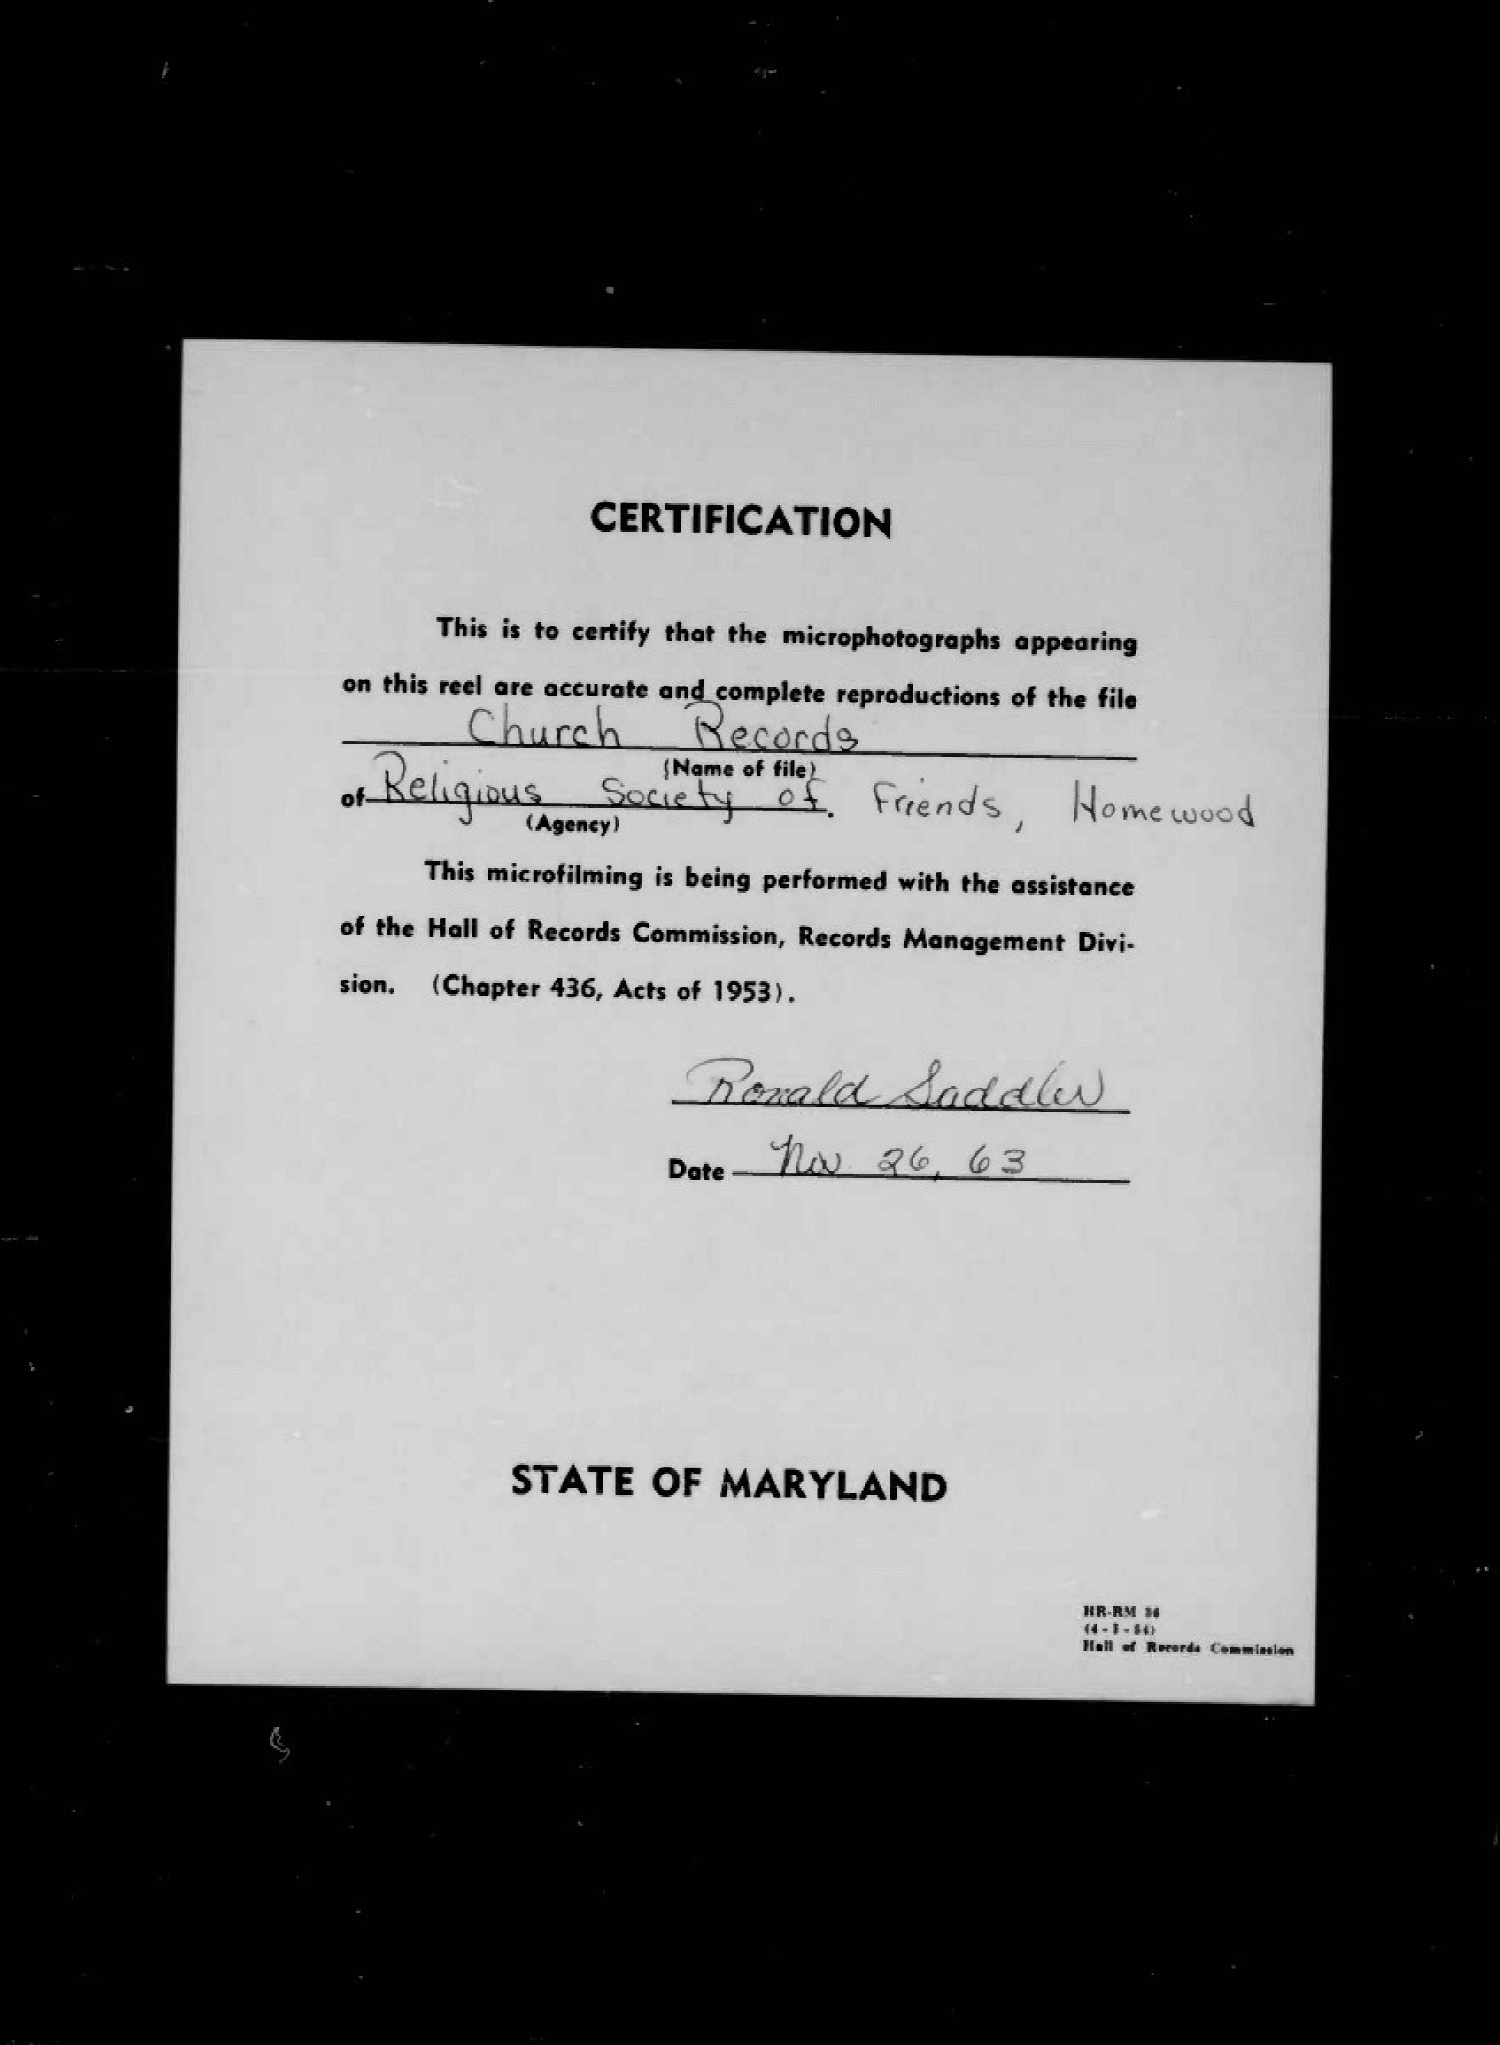 CERTIFICATION
This is to certify that the microphotographs appearing
on this reel are accurate and complete reproductions of the file
Church Records
(Name of file)
of Religious Society of. Friends, Homewood
(Agency)
This microfilming is being performed with the assistance
of the Hall of Records Commission, Records Management Divi-
sion. (Chapter 436, Acts of 1953).
Ronald Saddler
Date Nov 26, 63
STATE OF MARYLAND
HR-RM
Hall of Records Commission